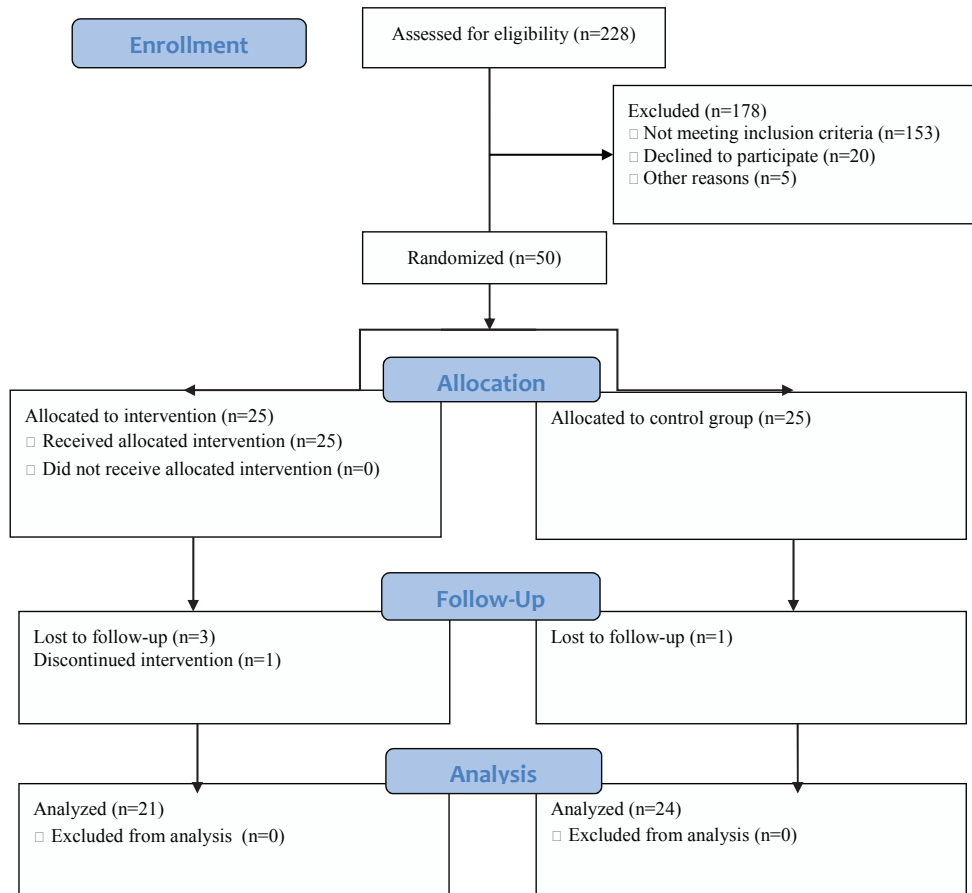 Enrollment
Assessed for eligibility (n=228)
Excluded (n=178)
□ Not meeting inclusion criteria (n=153)
□ Declined to participate (n=20)
□ Other reasons (n=5)
Randomized (n=50)
Allocation
Allocated to intervention (n=25)
□ Received allocated intervention (n=25)
□ Did not receive allocated intervention (n=0)
Allocated to control group (n=25)
Follow-Up
Lost to follow-up (n=3)
Discontinued intervention (n=1)
Lost to follow-up (n=1)
Analysis
Analyzed (n=21)
□ Excluded from analysis (n=0)
Analyzed (n=24)
□ Excluded from analysis (n=0)